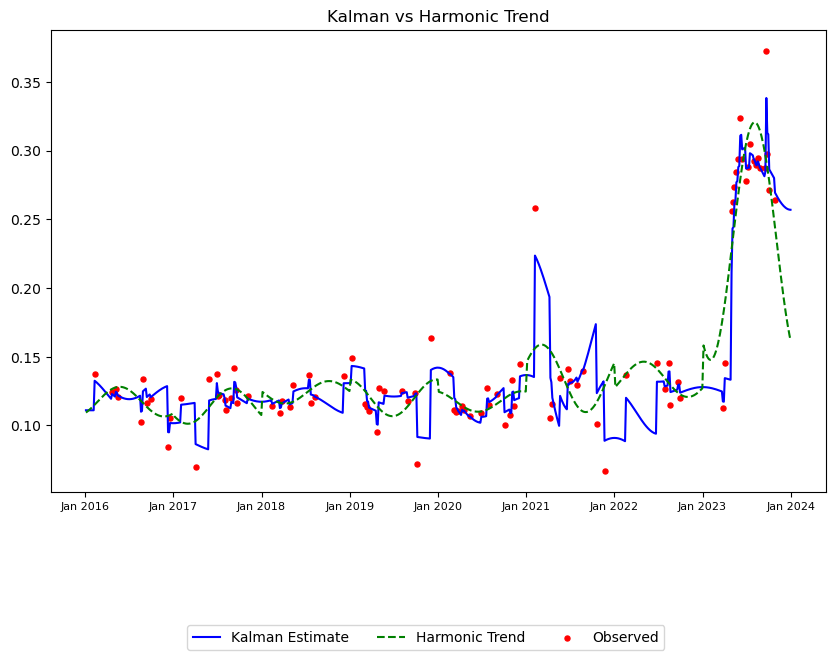 Kalman vs Harmonic Trend
0.35
0.30
0.25
0.20
0.15
0.10
Jan 2016 Jan 2017 Jan 2018 Jan 2019 Jan 2020 Jan 2021 Jan 2022 Jan 2023 Jan 2024
Kalman Estimate Harmonic Trend Observed